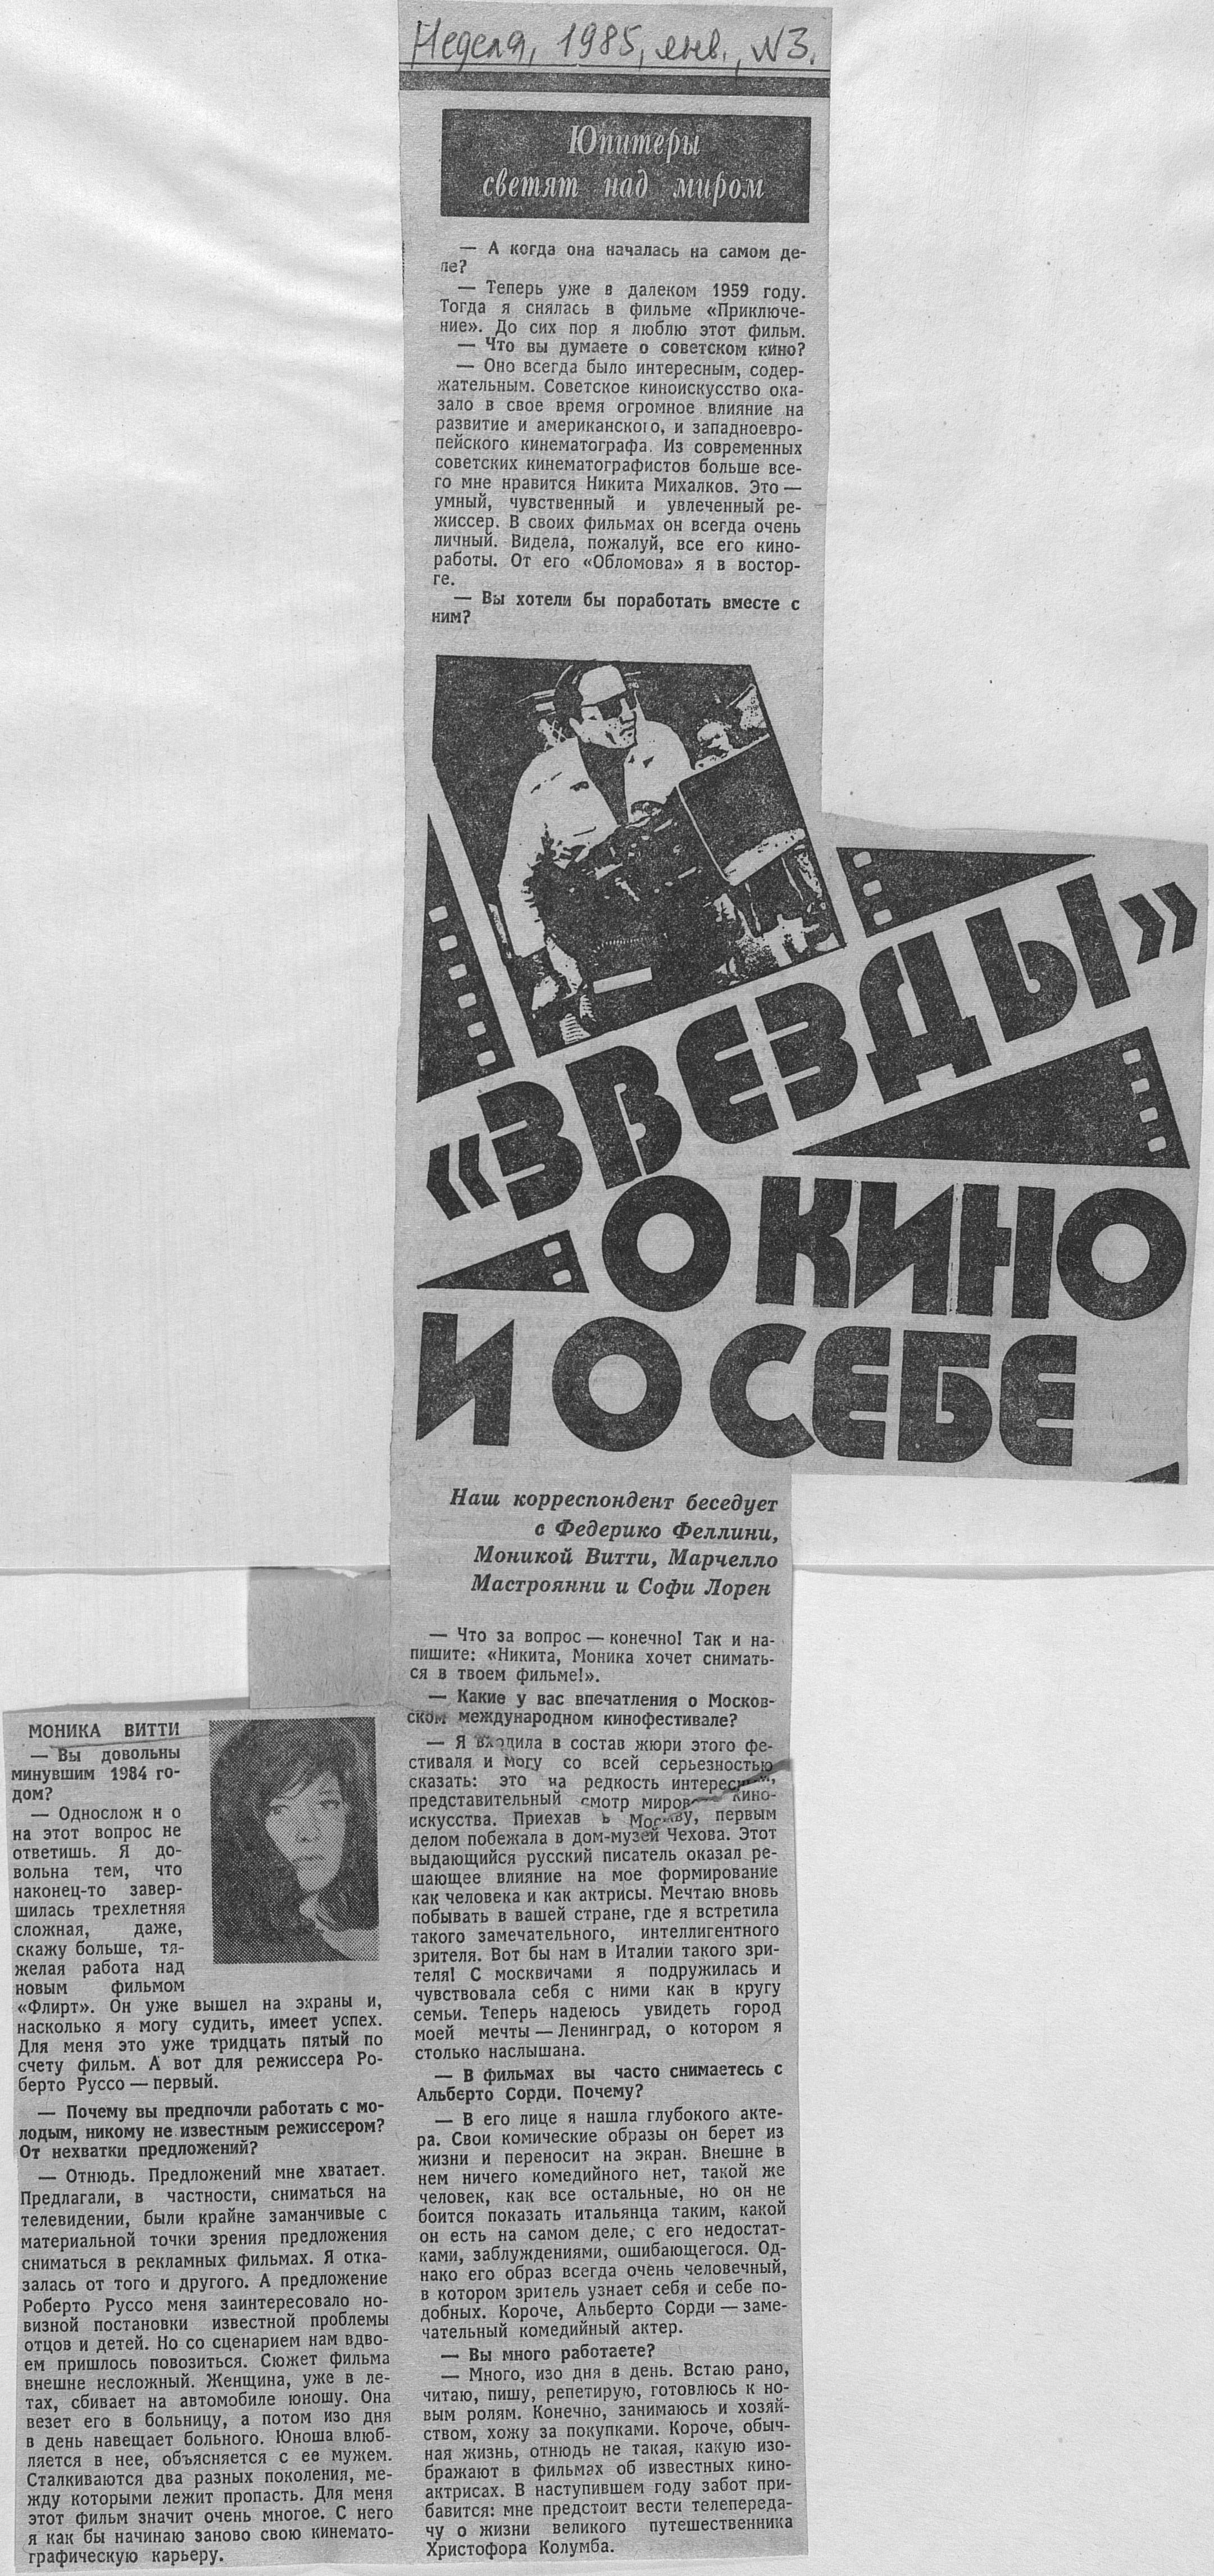 Неделя, 1985, янв., №3.
Юпитеры
светят над миром
— А когда она началась на самом де-
ле?
— Теперь уже в далеком 1959 году.
Тогда я снялась в фильме «Приключе-
ние». До сих пор я люблю этот фильм.
— Что вы думаете о советском кино?
— Оно всегда было интересным, содер-
жательным. Советское киноискусство ока-
зало в свое время огромное влияние на
развитие и американского, и западноевро-
пейского кинематографа. Из современных
советских кинематографистов больше все-
го мне нравится Никита Михалков. Это —
умный, чувственный и увлеченный ре-
жиссер. В своих фильмах он всегда очень
личный. Видела, пожалуй, все его кино-
работы. От его «Обломова» я в востор-
ге.
— Вы хотели бы поработать вместе с
ним?
«ЗВЕЗДЫ»
О КИНО
И О СЕБЕ
Наш корреспондент беседует
с Федерико Феллини,
Моникой Витти, Марчелло
Мастроянни и Софи Лорен
— Что за вопрос — конечно! Так и на-
пишите: «Никита, Моника хочет снимать-
ся в твоем фильме!».
— Какие у вас впечатления о Москов-
ском международном кинофестивале?
— Я входила в состав жюри этого фе-
стиваля и могу со всей серьезностью
сказать: это на редкость интересный,
представительный смотр мирового кино-
искусства. Приехав в Москву, первым
делом побежала в дом-музей Чехова. Этот
выдающийся русский писатель оказал ре-
шающее влияние на мое формирование
как человека и как актрисы. Мечтаю вновь
побывать в вашей стране, где я встретила
такого замечательного, интеллигентного
зрителя. Вот бы нам в Италии такого зри-
теля! С москвичами я подружилась и
чувствовала себя с ними как в кругу
семьи. Теперь надеюсь увидеть город
моей мечты — Ленинград, о котором я
столько наслышана.
— В фильмах вы часто снимаетесь с
Альберто Сорди. Почему?
— В его лице я нашла глубокого акте-
ра. Свои комические образы он берет из
жизни и переносит на экран. Внешне в
нем ничего комедийного нет, такой же
человек, как все остальные, но он не
боится показать итальянца таким, какой
он есть на самом деле, с его недостат-
ками, заблуждениями, ошибающегося. Од-
нако его образ всегда очень человечный,
в котором зритель узнает себя и себе по-
добных. Короче, Альберто Сорди — заме-
чательный комедийный актер.
— Вы много работаете?
— Много, изо дня в день. Встаю рано,
читаю, пишу, репетирую, готовлюсь к но-
вым ролям. Конечно, занимаюсь и хозяй-
ством, хожу за покупками. Короче, обыч-
ная жизнь, отнюдь не такая, какую изо-
бражают в фильмах об известных кино-
актрисах. В наступившем году забот при-
бавится: мне предстоит вести телепереда-
чу о жизни великого путешественника
Христофора Колумба.
МОНИКА ВИТТИ
— Вы довольны
минувшим 1984 го-
дом?
— Однослож н о
на этот вопрос не
ответишь. Я до-
вольна тем, что
наконец-то завер-
шилась трехлетняя
сложная, даже,
скажу больше, тя-
желая работа над
новым фильмом
«Флирт». Он уже вышел на экраны и,
насколько я могу судить, имеет успех.
Для меня это уже тридцать пятый по
счету фильм. А вот для режиссера Ро-
берто Руссо — первый.
— Почему вы предпочли работать с мо-
лодым, никому не известным режиссером?
От нехватки предложений?
— Отнюдь. Предложений мне хватает.
Предлагали, в частности, сниматься на
телевидении, были крайне заманчивые с
материальной точки зрения предложения
сниматься в рекламных фильмах. Я отка-
залась от того и другого. А предложение
Роберто Руссо меня заинтересовало но-
визной постановки известной проблемы
отцов и детей. Но со сценарием нам вдво-
ем пришлось повозиться. Сюжет фильма
внешне несложный. Женщина, уже в ле-
тах, сбивает на автомобиле юношу. Она
везет его в больницу, а потом изо дня
в день навещает больного. Юноша влюб-
ляется в нее, объясняется с ее мужем.
Сталкиваются два разных поколения, ме-
жду которыми лежит пропасть. Для меня
этот фильм значит очень многое. С него
я как бы начинаю заново свою кинемато-
графическую карьеру.